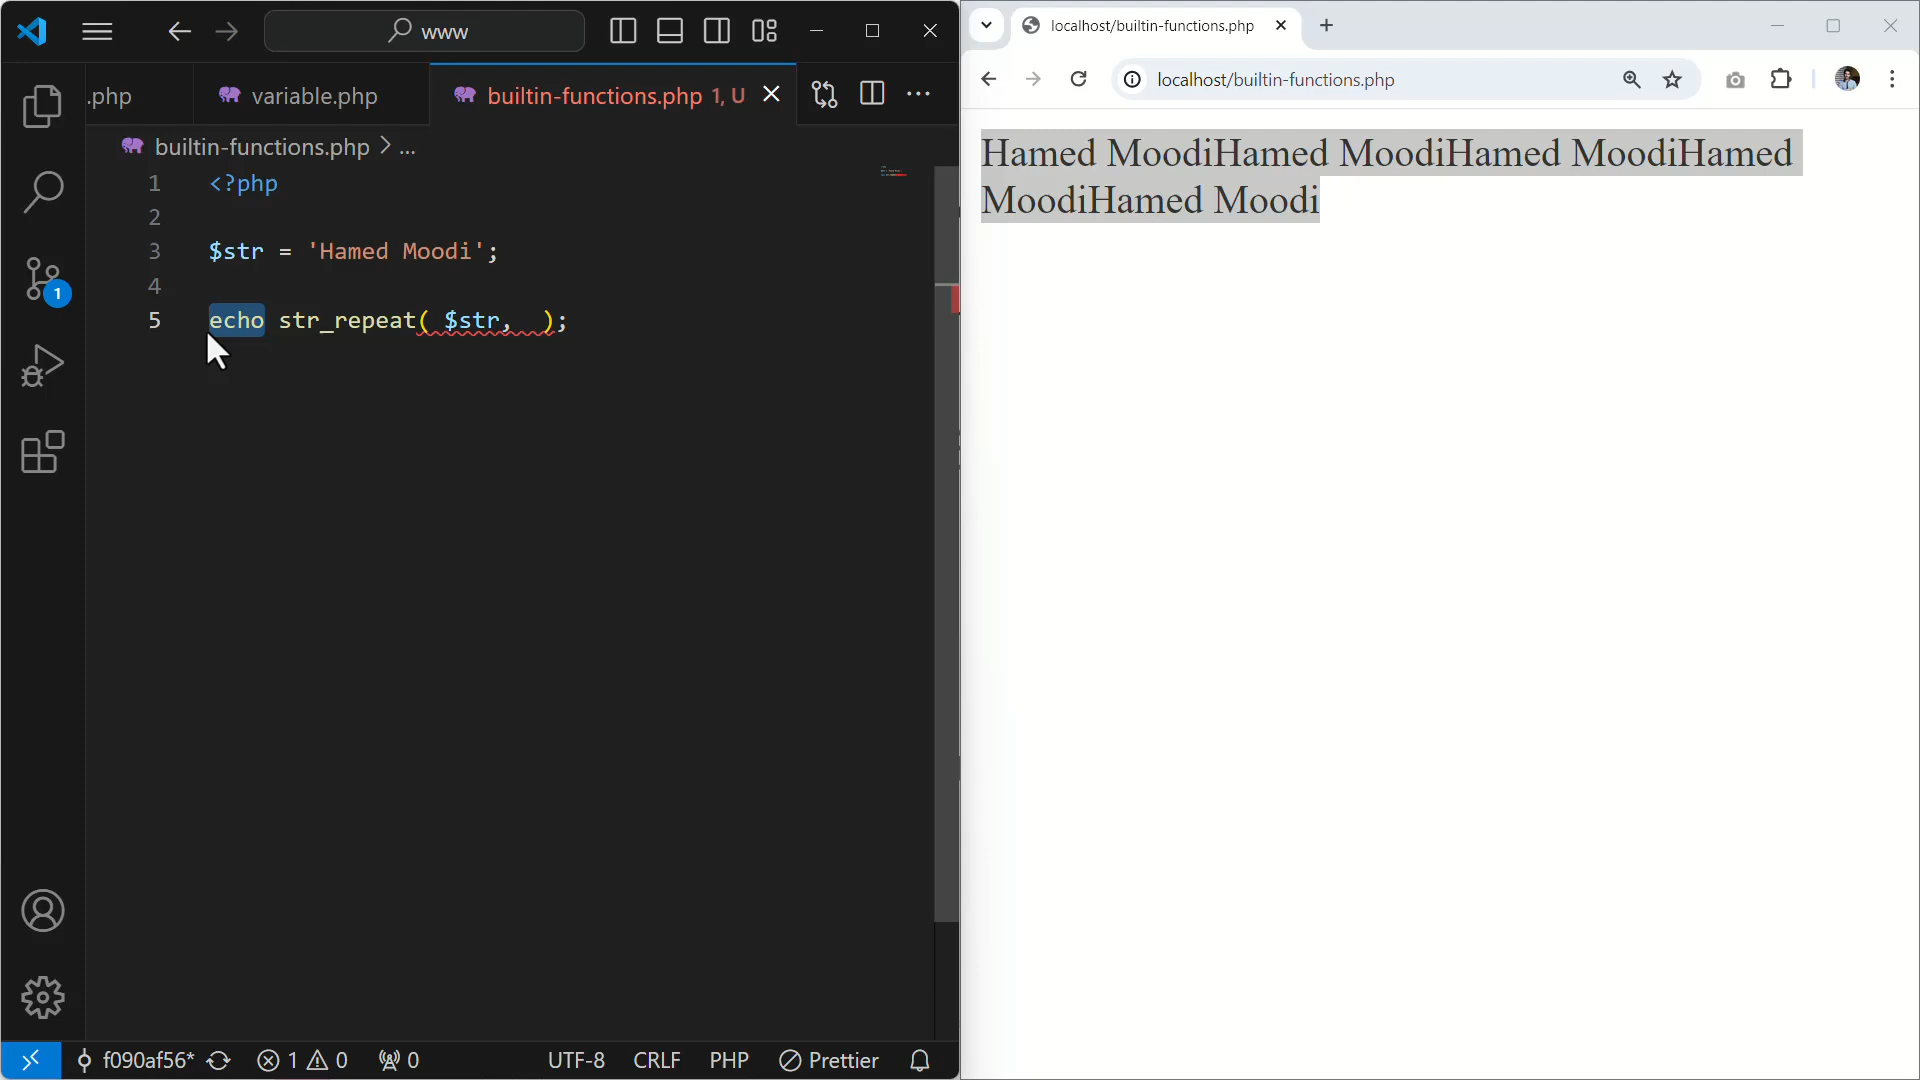 www
.php
variable.php
builtin-functions.php 1, U
builtin-functions.php > ...
1 <?php
2
3 $str = 'Hamed Moodi';
4
5 echo str_repeat( $str,  );
1
f090af56*
1
0
0
UTF-8
CRLF
PHP
Prettier
localhost/builtin-functions.php
localhost/builtin-functions.php
Hamed MoodiHamed MoodiHamed MoodiHamed
MoodiHamed Moodi